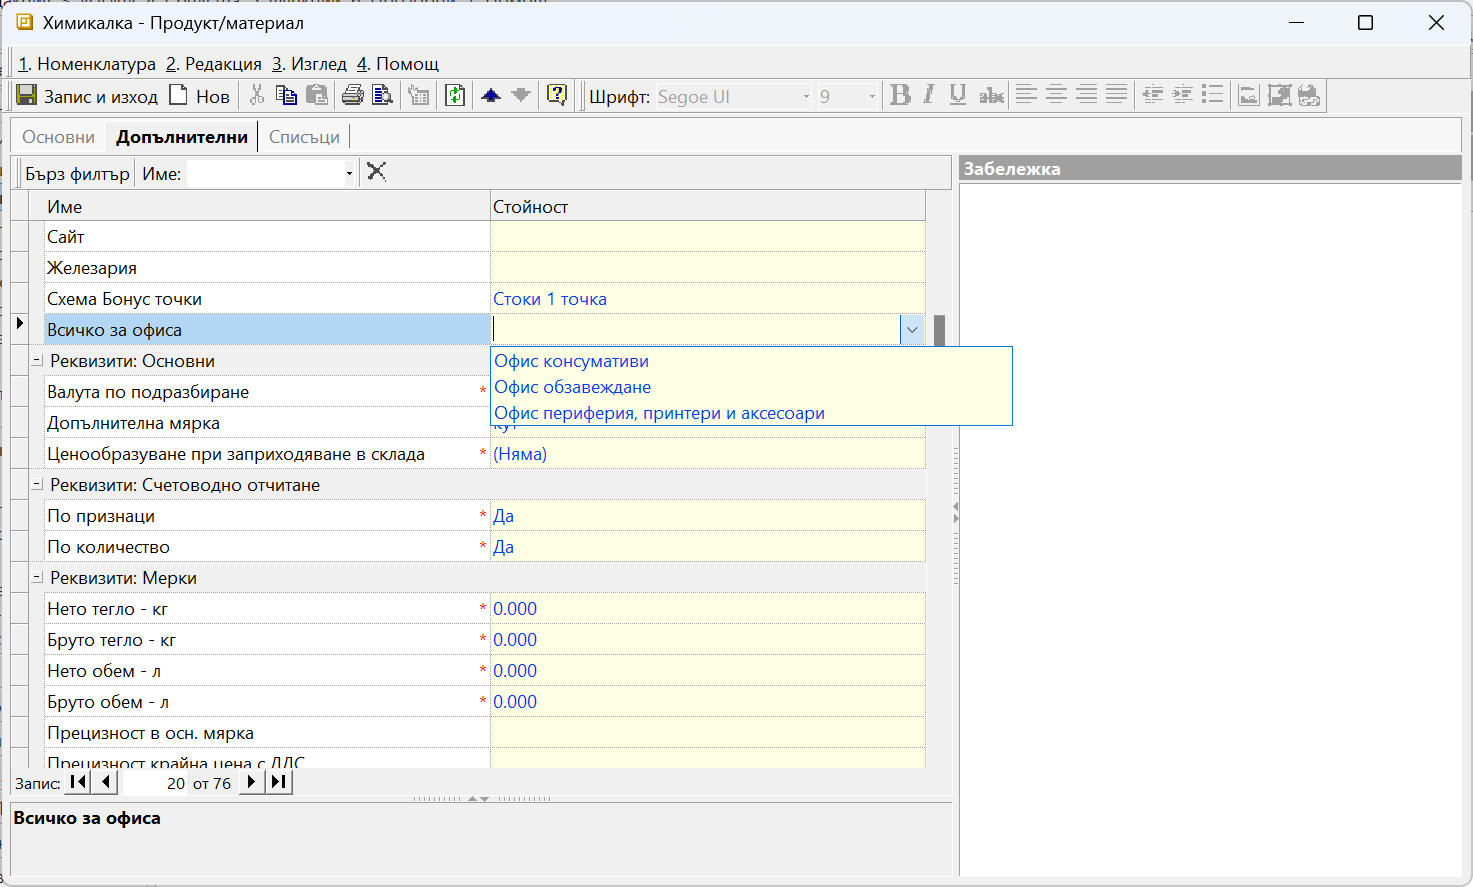 Химикалка - Продукт/материал
1. Номенклатура 2. Редакция 3. Изглед 4. Помощ
Запис и изход Нов Шрифт: Segoe UI 9 B I U abc
Основни Допълнителни Списъци
Бърз филтър Име:
Забележка
Име Стойност
Сайт
Железария
Схема Бонус точки Стоки 1 точка
Всичко за офиса
Реквизити: Основни Офис консумативи
Валута по подразбиране * Офис обзавеждане
Офис периферия, принтери и аксесоари
Допълнителна мярка
Ценообразуване при заприходяване в склада * (Няма)
Реквизити: Счетоводно отчитане
По признаци * Да
По количество * Да
Реквизити: Мерки
Нето тегло - кг * 0.000
Бруто тегло - кг * 0.000
Нето обем - л * 0.000
Бруто обем - л * 0.000
Прецизност в осн. мярка
Прецизност крайна цена с ДДС
Запис: 20 от 76
Всичко за офиса